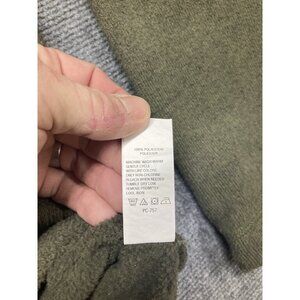 100% POLYESTER
POLYESTER
MACHINE WASH WARM
GENTLE CYCLE
WITH LIKE COLORS
ONLY NON-CHLORINE
BLEACH WHEN NEEDED
TUMBLE DRY LOW
REMOVE PROMPTLY
COOL IRON
PC-757